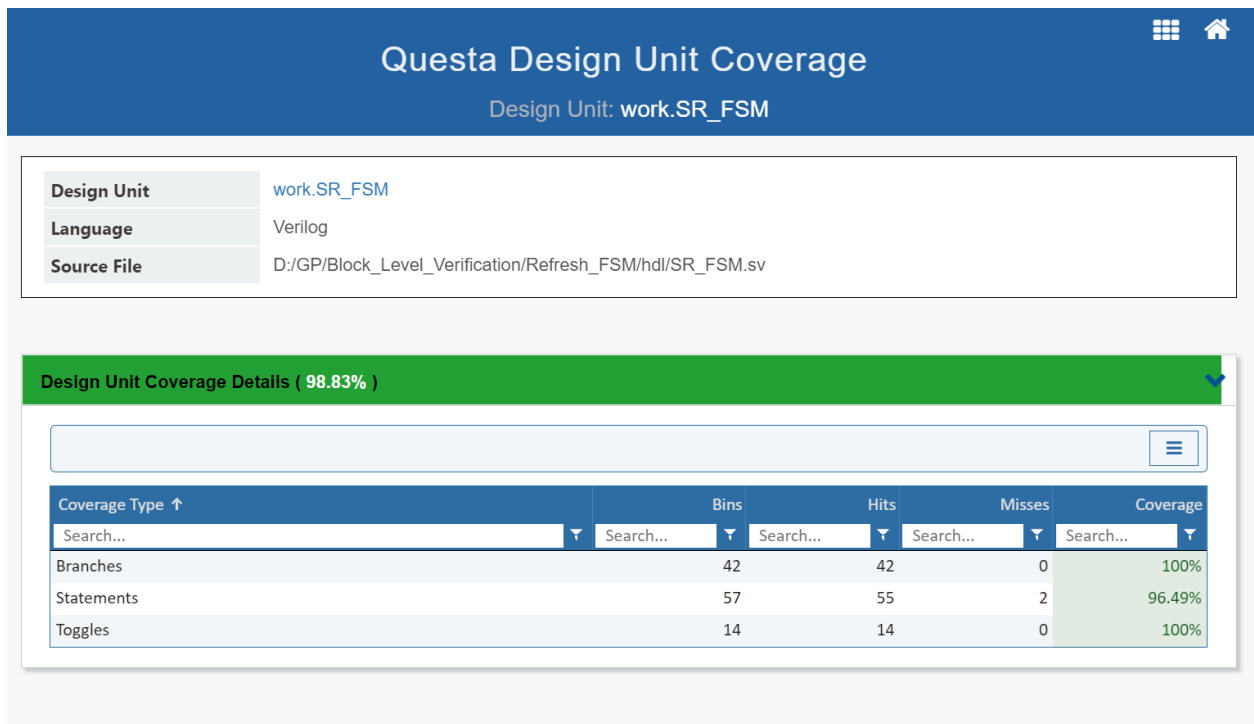 Questa Design Unit Coverage
Design Unit: work.SR_FSM
Design Unit work.SR_FSM
Language Verilog
Source File D:/GP/Block_Level_Verification/Refresh_FSM/hdl/SR_FSM.sv
Design Unit Coverage Details ( 98.83% )
Coverage Type ↑ Bins Hits Misses Coverage
Search... Search... Search... Search... Search...
Branches 42 42 0 100%
Statements 57 55 2 96.49%
Toggles 14 14 0 100%